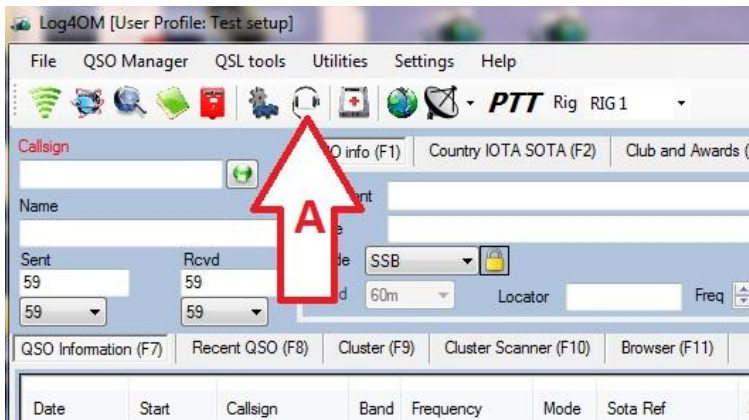 Log4OM [User Profile: Test setup]
File QSO Manager QSL tools Utilities Settings Help
PTT Rig RIG 1
Callsign
O info (F1) Country IOTA SOTA (F2) Club and Awards (
Name
A
Sent Rcvd
SSB
59 59
60m Locator Freq
59 59
QSO Information (F7) Recent QSO (F8) Cluster (F9) Cluster Scanner (F10) Browser (F11)
Date Start Callsign Band Frequency Mode Sota Ref